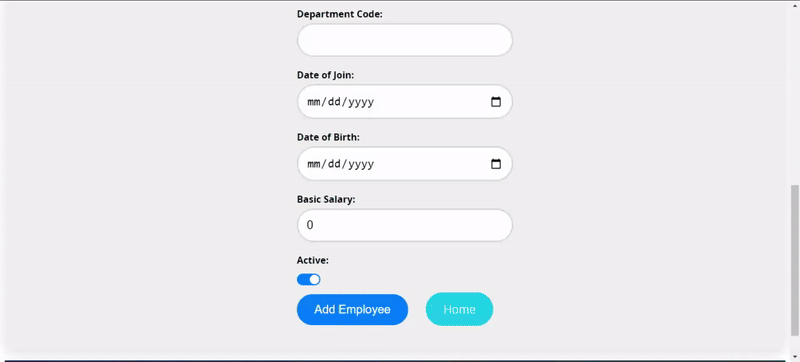 Department Code:
Date of Join:
mm/dd/yyyy
Date of Birth:
mm/dd/yyyy
Basic Salary:
0
Active:
Add Employee Home